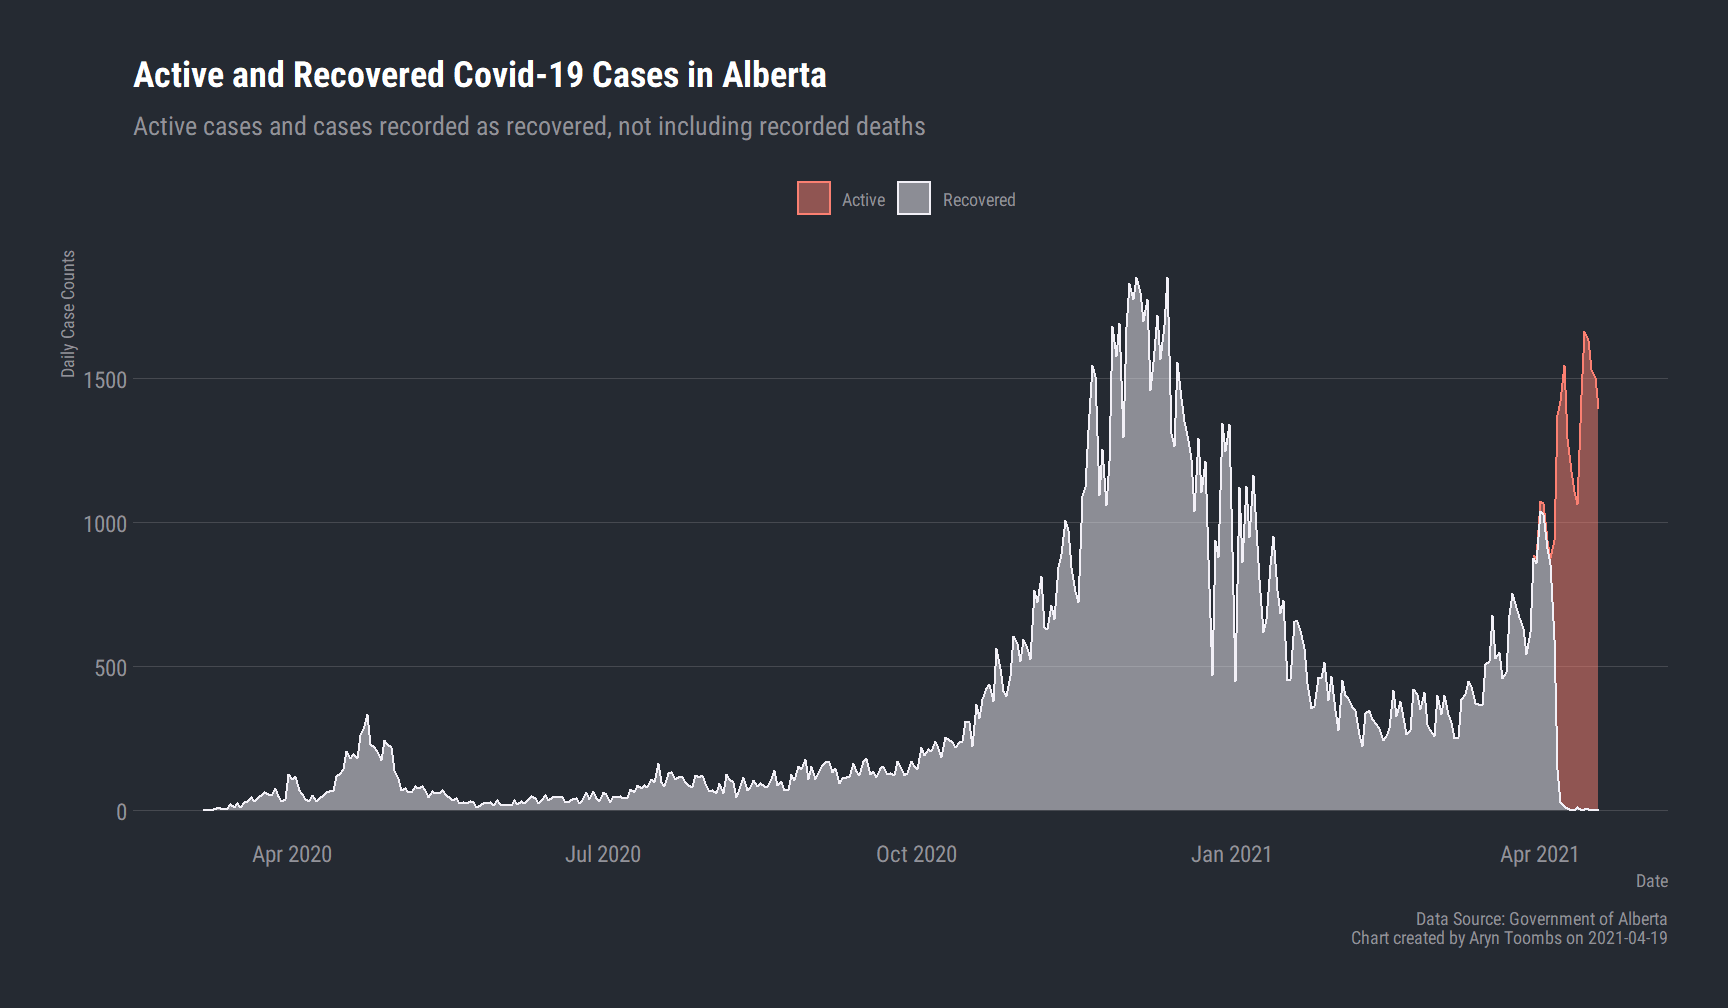 Active and Recovered Covid-19 Cases in Alberta
Active cases and cases recorded as recovered, not including recorded deaths
Active
Recovered
Daily Case Counts
1500
1000
500
0
Apr 2020
Jul 2020
Oct 2020
Jan 2021
Apr 2021
Date
Data Source: Government of Alberta
Chart created by Aryn Toombs on 2021-04-19